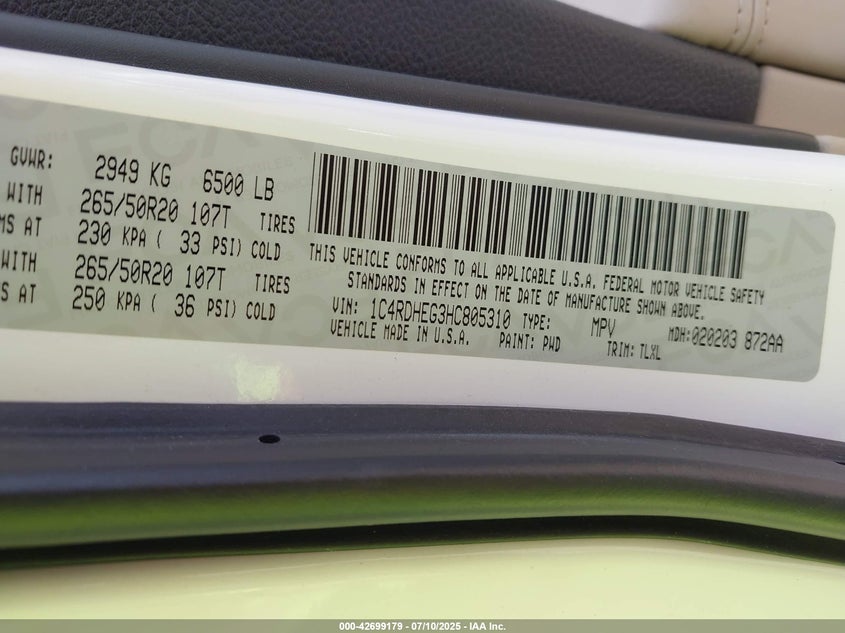 GVWR: 2949 KG 6500 LB
WITH 265/50R20 107T TIRES
MS AT 230 KPA ( 33 PSI) COLD
WITH 265/50R20 107T TIRES
S AT 250 KPA ( 36 PSI) COLD
THIS VEHICLE CONFORMS TO ALL APPLICABLE U.S.A. FEDERAL MOTOR VEHICLE SAFETY
STANDARDS IN EFFECT ON THE DATE OF MANUFACTURE SHOWN ABOVE.
VIN: 1C4RDHEG3HC805310 TYPE: MPV MDH:020203 872AA
VEHICLE MADE IN U.S.A. PAINT: PWD TRIM: TLXL
000-42699179 - 07/10/2025 - IAA Inc.